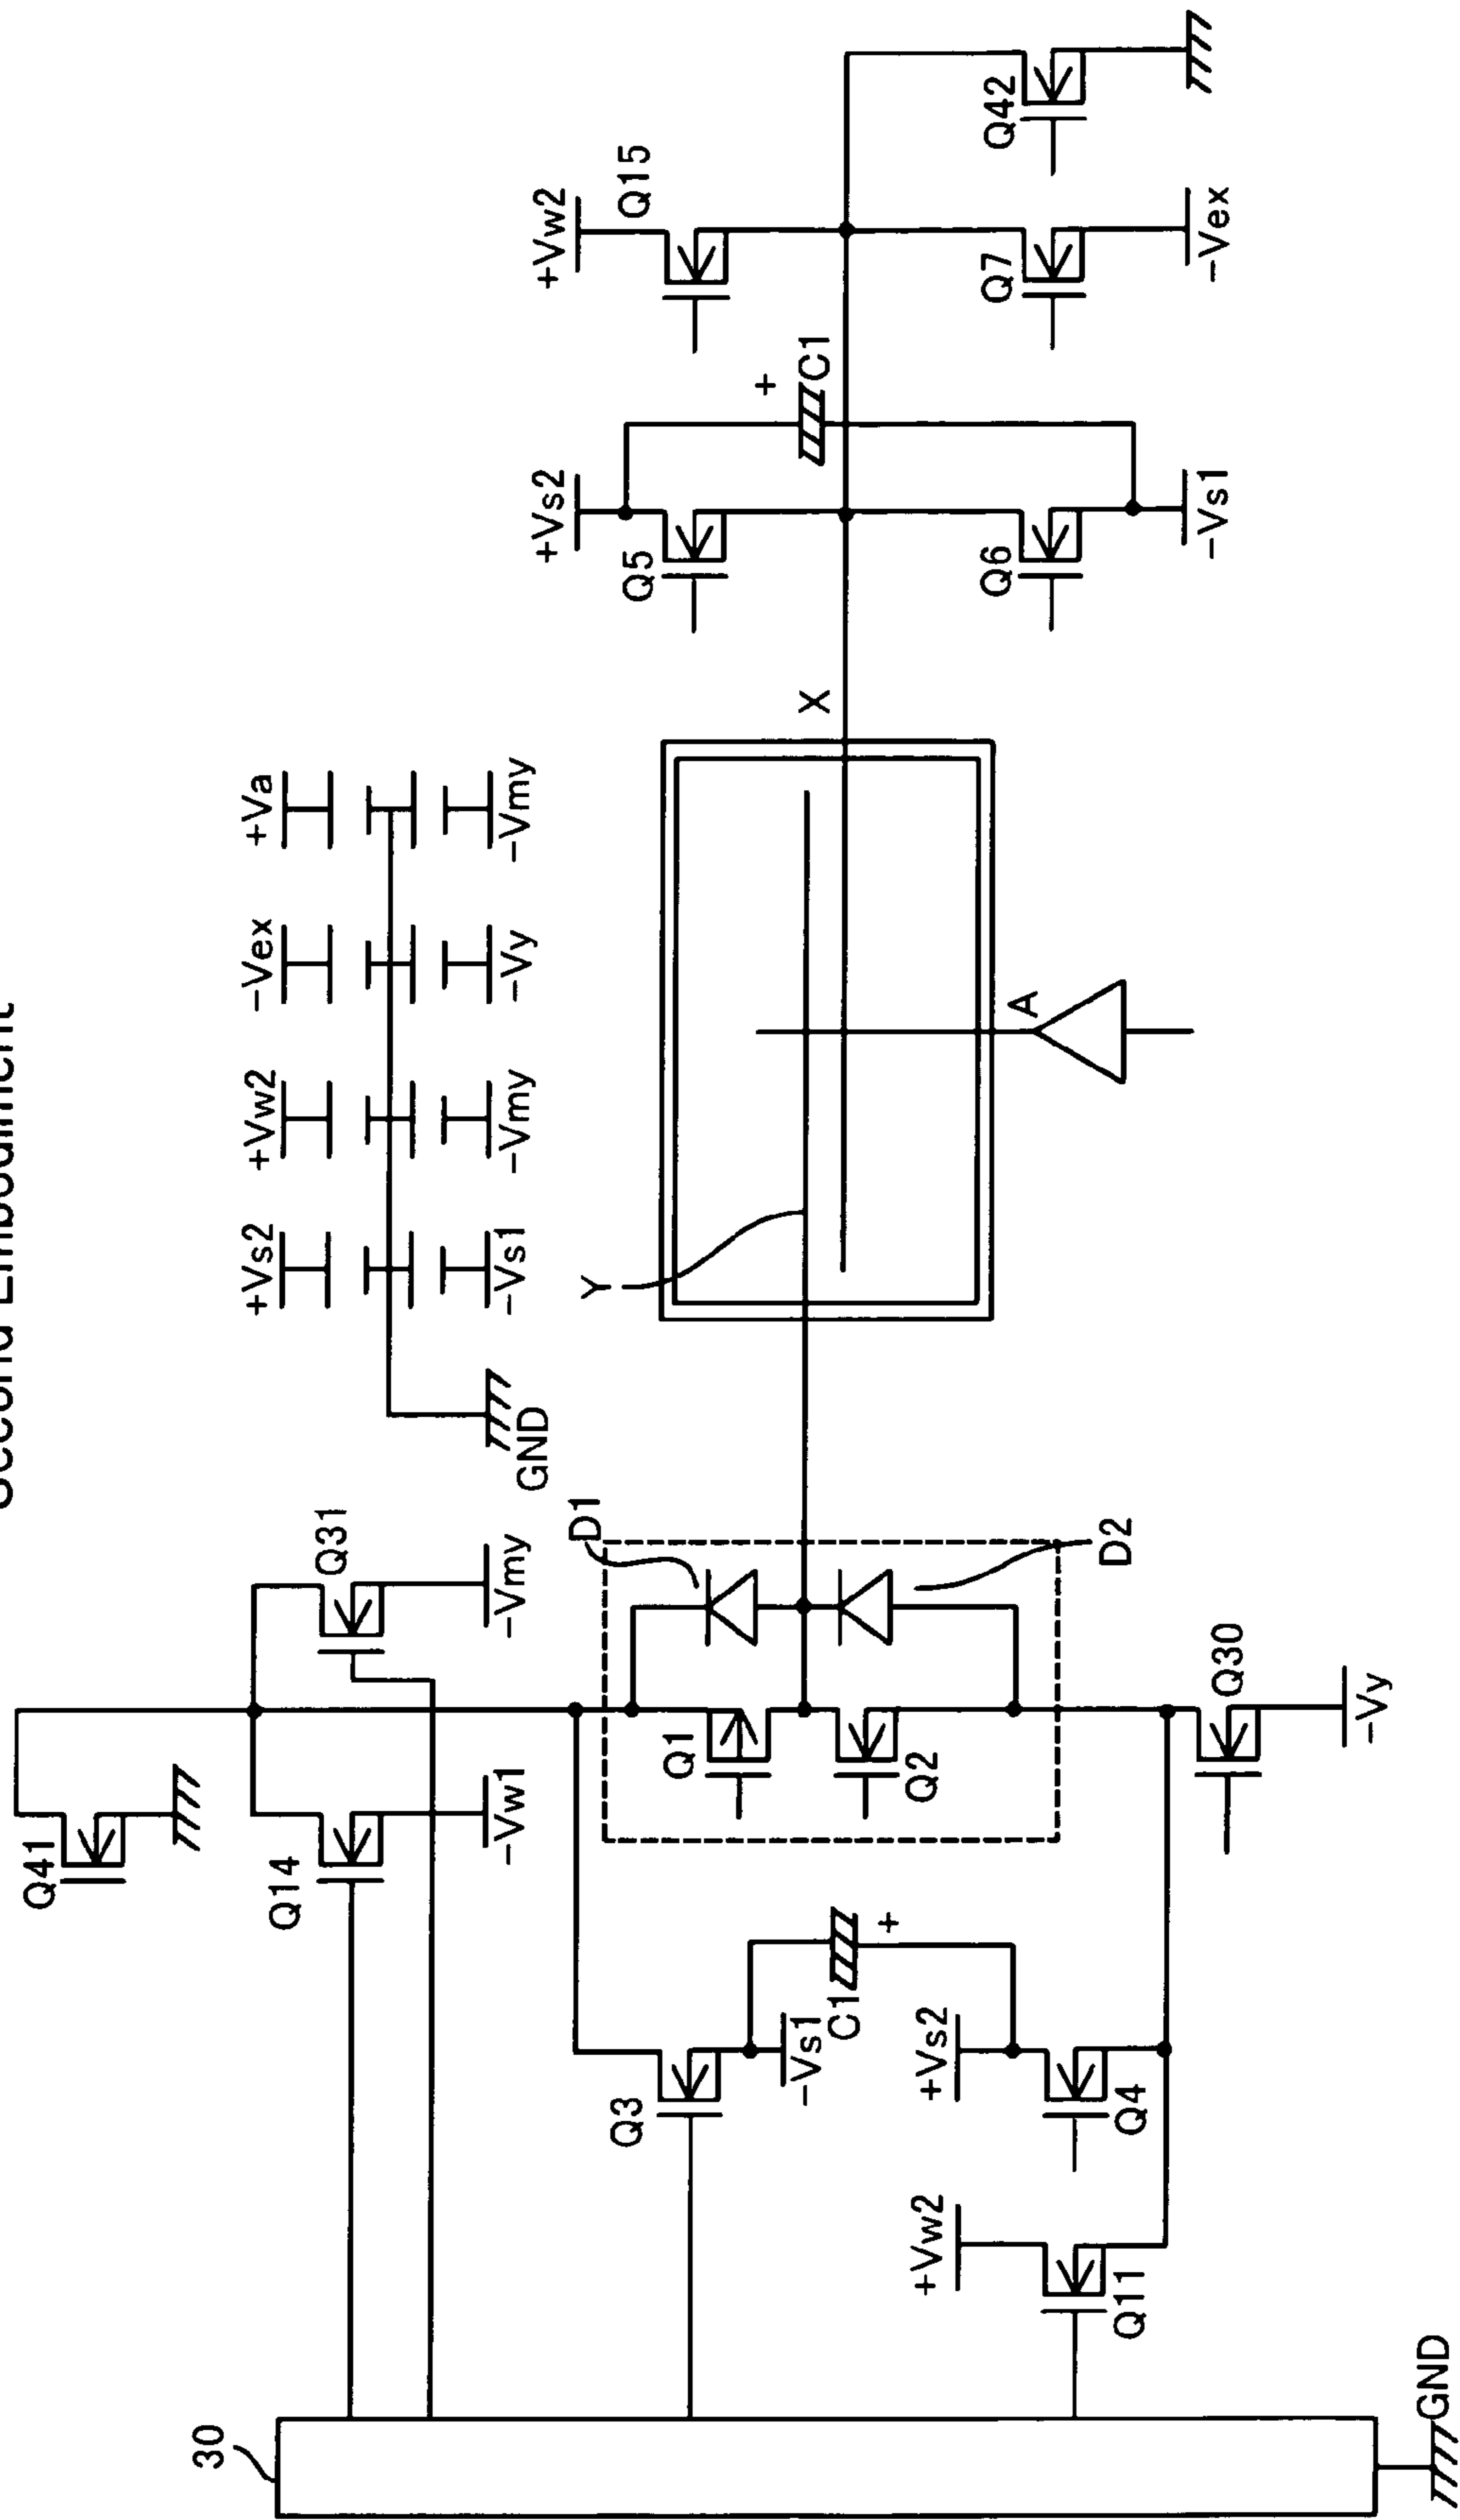 Second Embodiment
Q41
Q14
-Vw1
Q31
-Vmy
GND
+Vs2
+Vw2
-Vex
+Va
-Vs1
-Vmy
-Vy
-Vmy
30
Q3
-Vs1
C1
+
+Vs2
Q4
+Vw2
Q11
GND
D1
Q1
Q2
D2
Q30
-Vy
Y
X
A
+Vs2
Q5
Q6
-Vs1
+
C1
+Vw2
Q15
Q7
-Vex
Q42